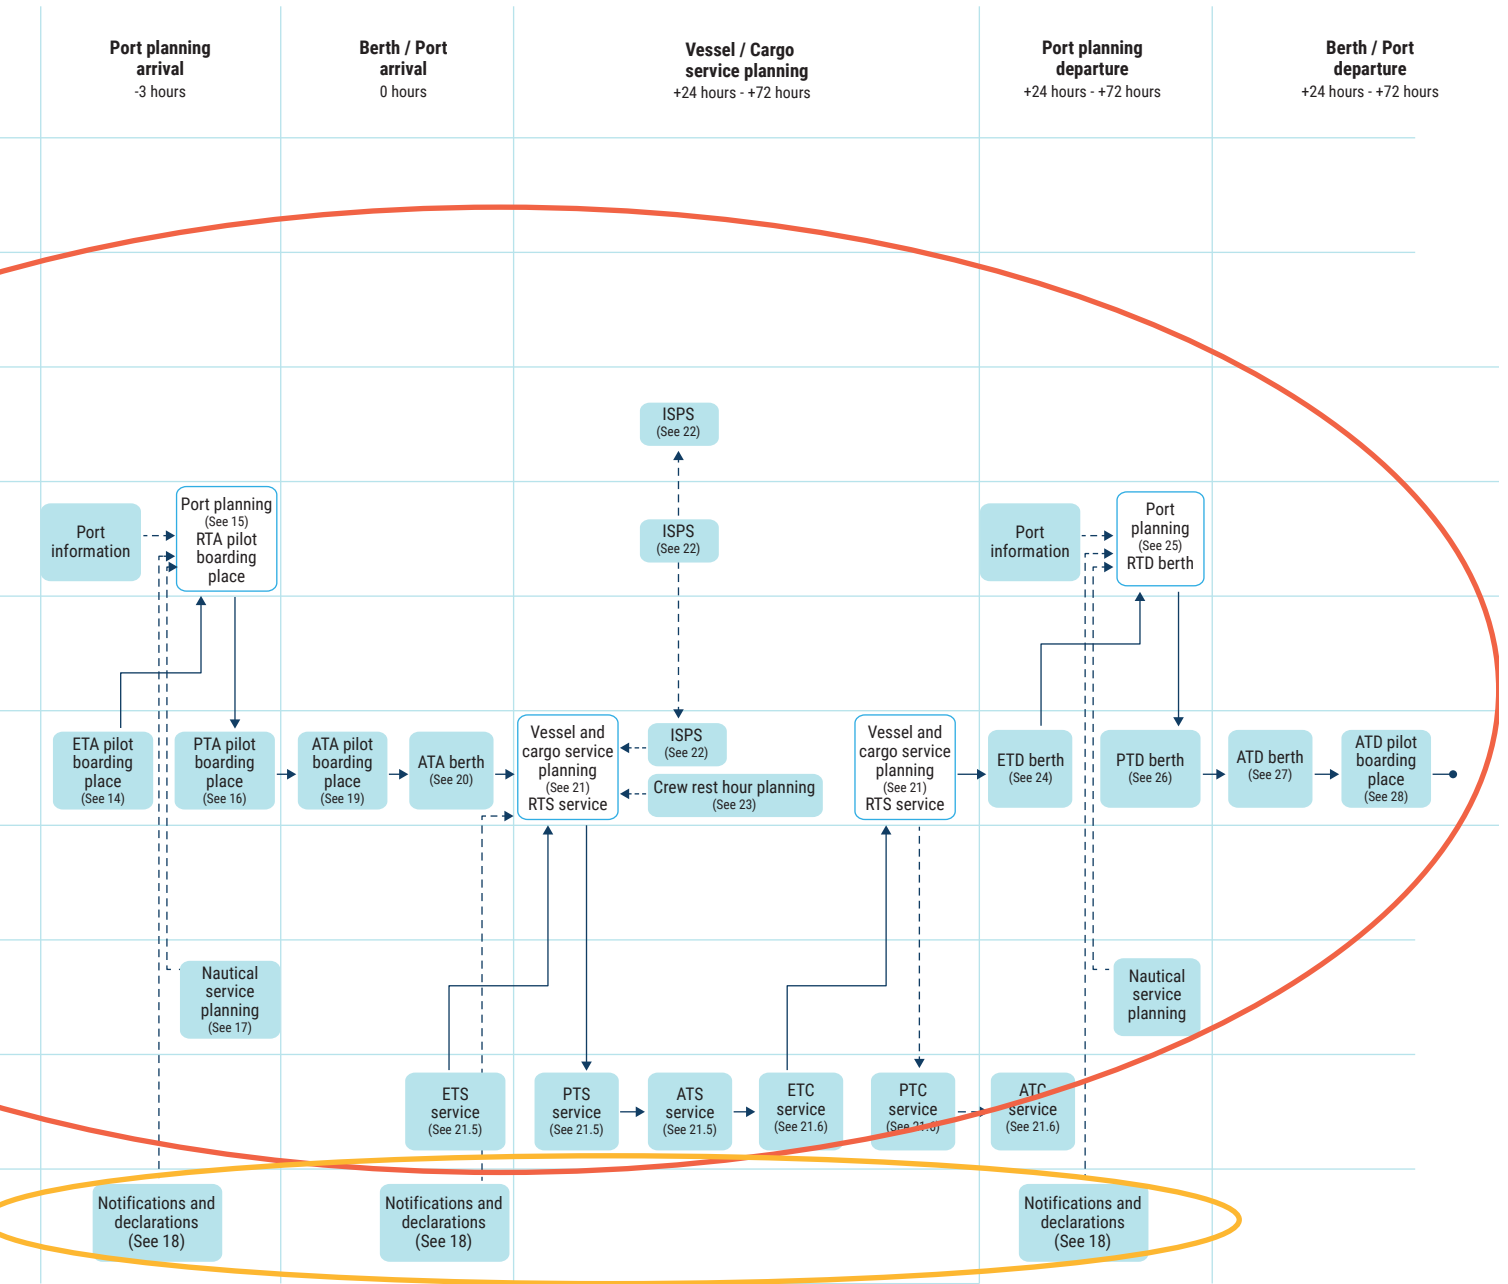 Port planning
arrival
-3 hours
Berth / Port
arrival
0 hours
Vessel / Cargo
service planning
+24 hours - +72 hours
Port planning
departure
+24 hours - +72 hours
Berth / Port
departure
+24 hours - +72 hours
ISPS
(See 22)
Port
information
Port planning
(See 15)
RTA pilot
boarding
place
ISPS
(See 22)
Port
information
Port
planning
(See 25)
RTD berth
ETA pilot
boarding
place
(See 14)
PTA pilot
boarding
place
(See 16)
ATA pilot
boarding
place
(See 19)
ATA berth
(See 20)
Vessel and
cargo service
planning
(See 21)
RTS service
ISPS
(See 22)
Crew rest hour planning
(See 23)
Vessel and
cargo service
planning
(See 21)
RTS service
ETD berth
(See 24)
PTD berth
(See 26)
ATD berth
(See 27)
ATD pilot
boarding
place
(See 28)
Nautical
service
planning
(See 17)
Nautical
service
planning
ETS
service
(See 21.5)
PTS
service
(See 21.5)
ATS
service
(See 21.5)
ETC
service
(See 21.6)
PTC
service
(See 21.6)
ATC
service
(See 21.6)
Notifications and
declarations
(See 18)
Notifications and
declarations
(See 18)
Notifications and
declarations
(See 18)